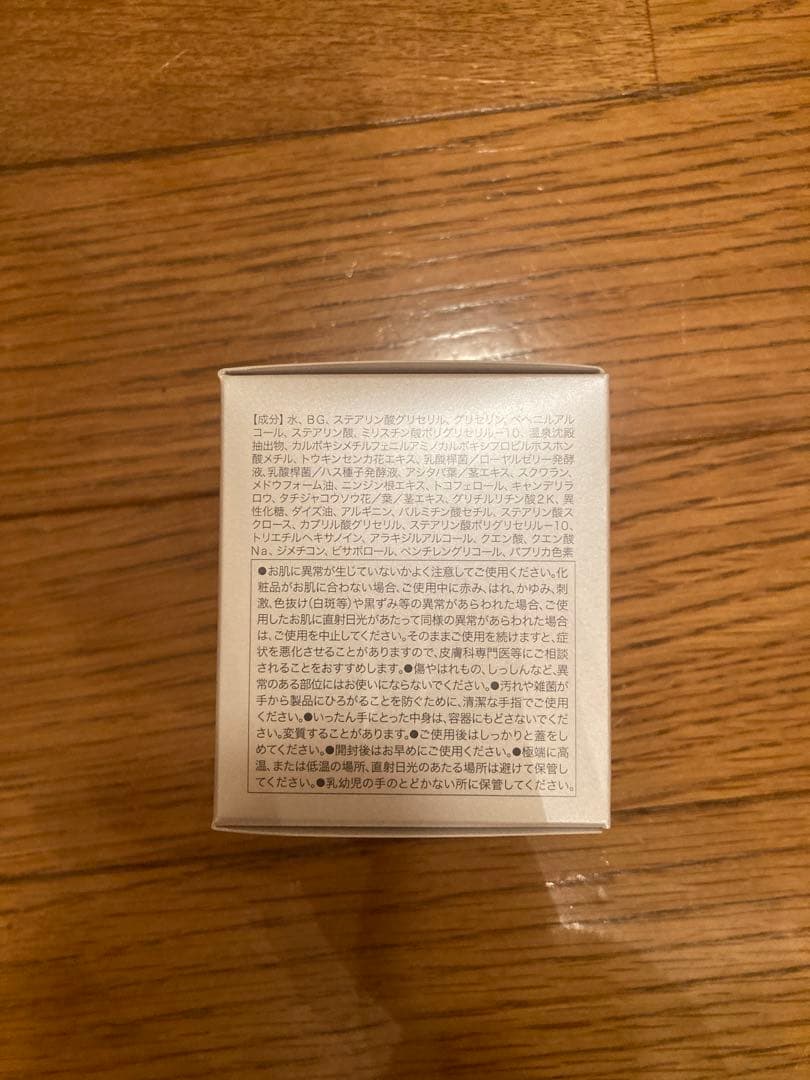 【成分】水、BG、ステアリン酸グリセリル、グリセリン、ベヘニルアル
コール、ステアリン酸、ミリスチン酸ポリグリセリル－10、温泉沈殿
抽出物、カルボキシメチルフェニルアミノカルボキシプロピルホスホン
酸メチル、トウキンセンカ花エキス、乳酸桿菌／ローヤルゼリー発酵
液、乳酸桿菌／ハス種子発酵液、アシタバ葉／茎エキス、スクワラン、
メドウフォーム油、ニンジン根エキス、トコフェロール、キャンデリラ
ロウ、タチジャコウソウ花／葉／茎エキス、グリチルリチン酸2K、異
性化糖、ダイズ油、アルギニン、パルミチン酸セチル、ステアリン酸ス
クロース、カプリル酸グリセリル、ステアリン酸ポリグリセリル－10、
トリエチルヘキサノイン、アラキジルアルコール、クエン酸、クエン酸
Na、ジメチコン、ビサボロール、ペンチレングリコール、パプリカ色素
●お肌に異常が生じていないかよく注意してご使用ください。化
粧品がお肌に合わない場合、ご使用中に赤み、はれ、かゆみ、刺
激、色抜け(白斑等)や黒ずみ等の異常があらわれた場合、ご使
用したお肌に直射日光があたって同様の異常があらわれた場合
は、ご使用を中止してください。そのままご使用を続けますと、症
状を悪化させることがありますので、皮膚科専門医等にご相談
されることをおすすめします。●傷やはれもの、しっしんなど、異
常のある部位にはお使いにならないでください。●汚れや雑菌が
手から製品にひろがることを防ぐために、清潔な手指でご使用
ください。●いったん手にとった中身は、容器にもどさないでくだ
さい。変質することがあります。●ご使用後はしっかりと蓋をし
めてください。●開封後はお早めにご使用ください。●極端に高
温、または低温の場所、直射日光のあたる場所は避けて保管し
てください。●乳幼児の手のとどかない所に保管してください。